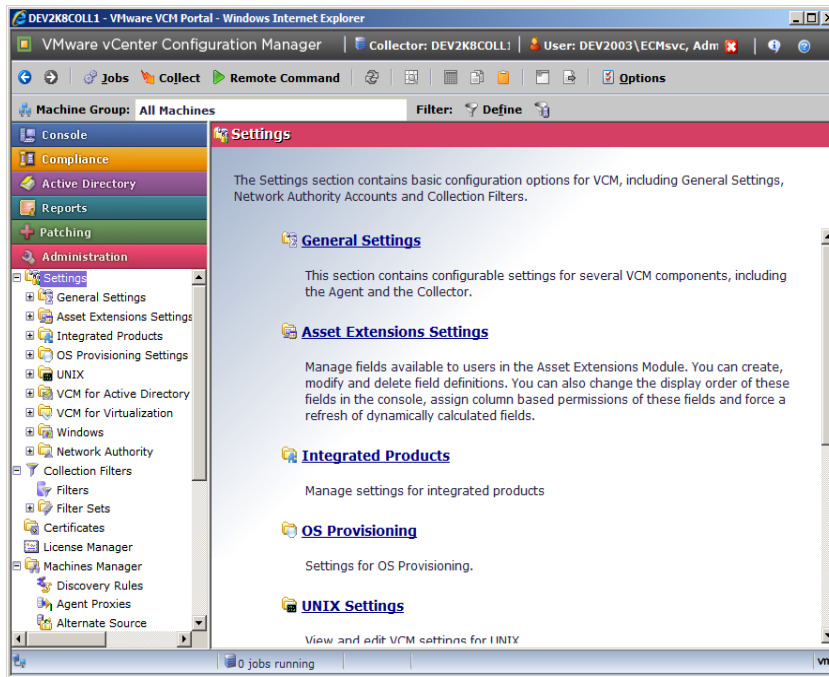 DEV2K8COLL1 - VMware VCM Portal - Windows Internet Explorer
VMware vCenter Configuration Manager
Collector: DEV2K8COLL1
User: DEV2003\ECMsvc, Adm
Jobs
Collect
Remote Command
Options
Machine Group: All Machines
Filter:
Define
Console
Compliance
Active Directory
Reports
Patching
Administration
Settings
General Settings
Asset Extensions Settings
Integrated Products
OS Provisioning Settings
UNIX
VCM for Active Directory
VCM for Virtualization
Windows
Network Authority
Collection Filters
Filters
Filter Sets
Certificates
License Manager
Machines Manager
Discovery Rules
Agent Proxies
Alternate Source
Settings
The Settings section contains basic configuration options for VCM, including General Settings,
Network Authority Accounts and Collection Filters.
General Settings
This section contains configurable settings for several VCM components, including
the Agent and the Collector.
Asset Extensions Settings
Manage fields available to users in the Asset Extensions Module. You can create,
modify and delete field definitions. You can also change the display order of these
fields in the console, assign column based permissions of these fields and force a
refresh of dynamically calculated fields.
Integrated Products
Manage settings for integrated products
OS Provisioning
Settings for OS Provisioning.
UNIX Settings
View and edit VCM settings for UNIX
0 jobs running
vm